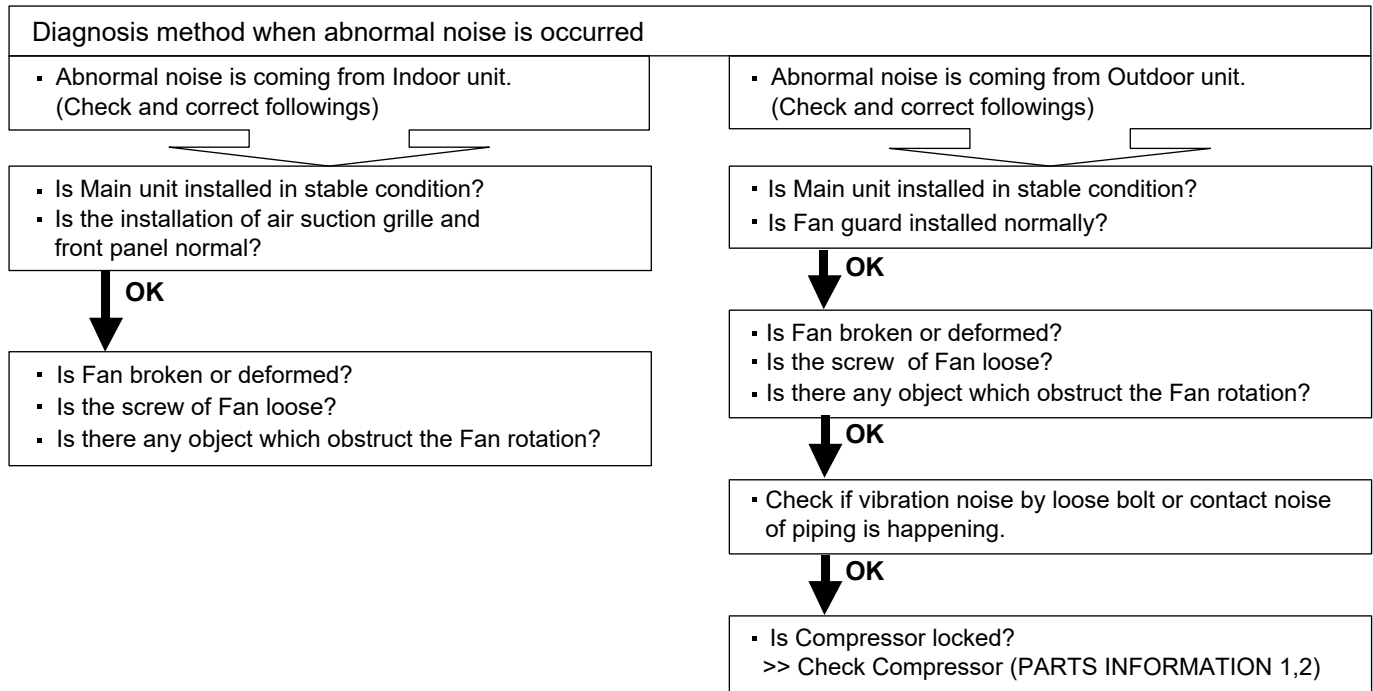 Diagnosis method when abnormal noise is occurred
▪ Abnormal noise is coming from Indoor unit.
(Check and correct followings)
▪ Is Main unit installed in stable condition?
▪ Is the installation of air suction grille and
front panel normal?
OK
▪ Is Fan broken or deformed?
▪ Is the screw of Fan loose?
▪ Is there any object which obstruct the Fan rotation?
▪ Abnormal noise is coming from Outdoor unit.
(Check and correct followings)
▪ Is Main unit installed in stable condition?
▪ Is Fan guard installed normally?
OK
▪ Is Fan broken or deformed?
▪ Is the screw of Fan loose?
▪ Is there any object which obstruct the Fan rotation?
OK
▪ Check if vibration noise by loose bolt or contact noise
of piping is happening.
OK
▪ Is Compressor locked?
>> Check Compressor (PARTS INFORMATION 1,2)